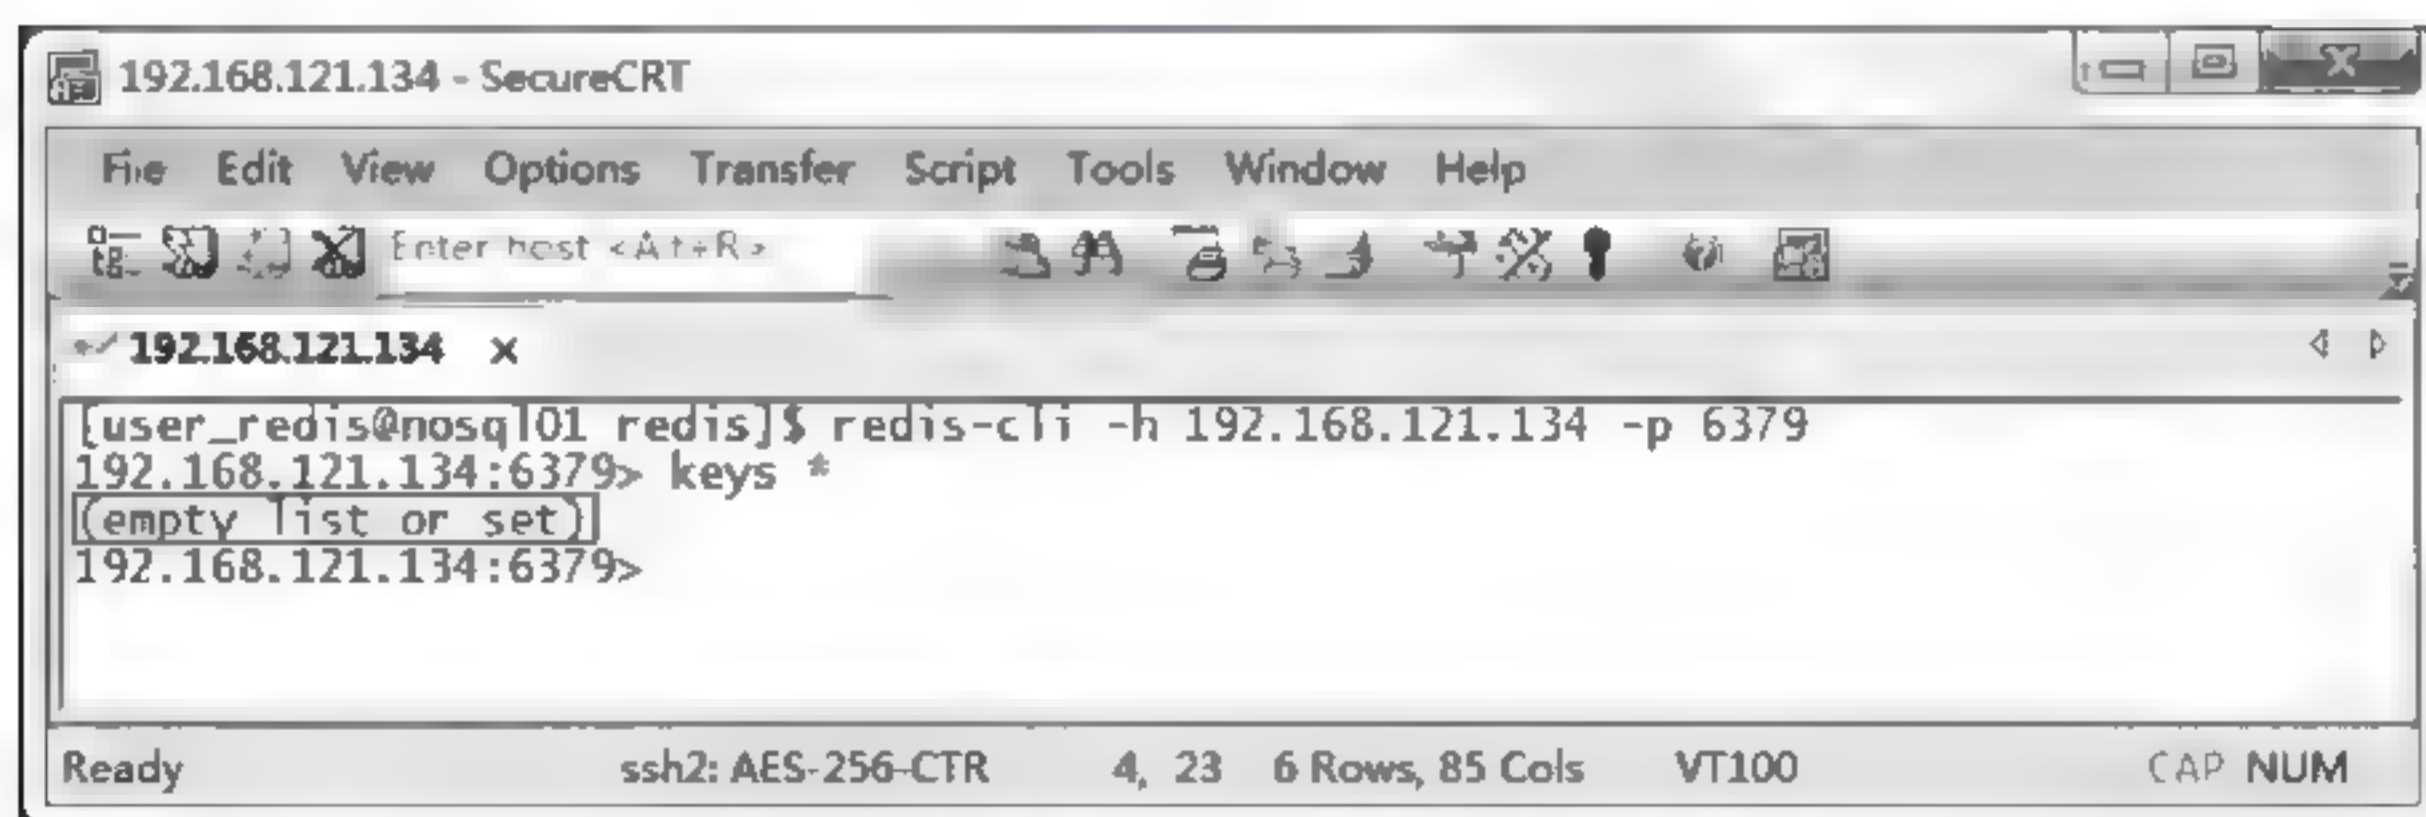 192.168.121.134 - SecureCRT
File Edit View Options Transfer Script Tools Window Help
Enter host <Alt+R>
192.168.121.134 x
[user_redis@nosql01 redis]$ redis-cli -h 192.168.121.134 -p 6379
192.168.121.134:6379> keys *
(empty list or set)
192.168.121.134:6379>
Ready ssh2: AES-256-CTR 4, 23 6 Rows, 85 Cols VT100 CAP NUM